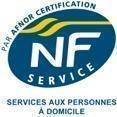 PAR AFNOR CERTIFICATION
NF
SERVICE
SERVICES AUX PERSONNES
À DOMICILE